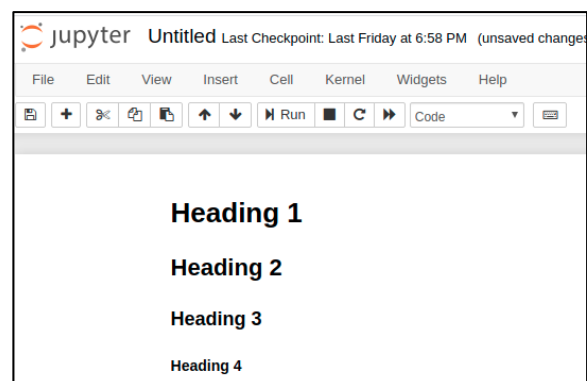 jupyter Untitled Last Checkpoint: Last Friday at 6:58 PM (unsaved changes
File Edit View Insert Cell Kernel Widgets Help
Run Code
Heading 1
Heading 2
Heading 3
Heading 4